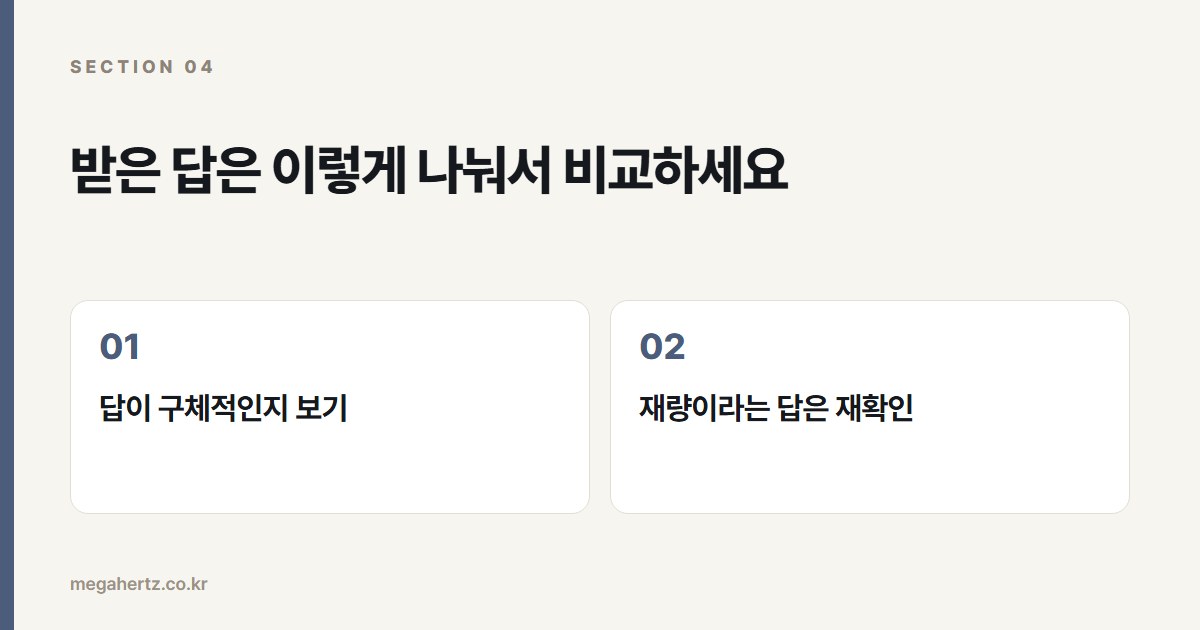 SECTION 04
받은 답은 이렇게 나눠서 비교하세요
01
답이 구체적인지 보기
02
재량이라는 답은 재확인
megahertz.co.kr